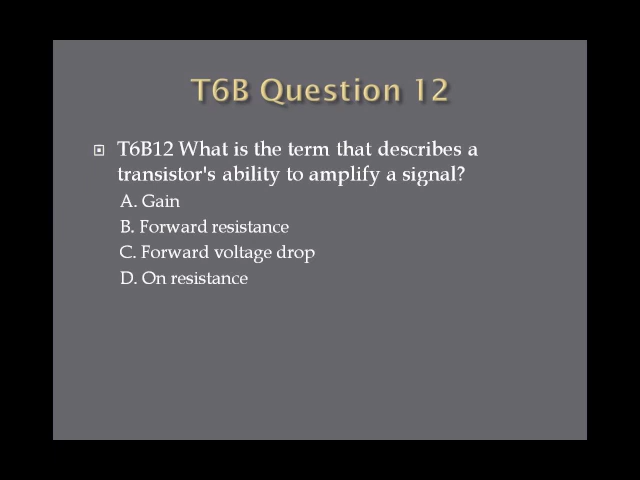 T6B Question 12
T6B12 What is the term that describes a
transistor's ability to amplify a signal?
A. Gain
B. Forward resistance
C. Forward voltage drop
D. On resistance